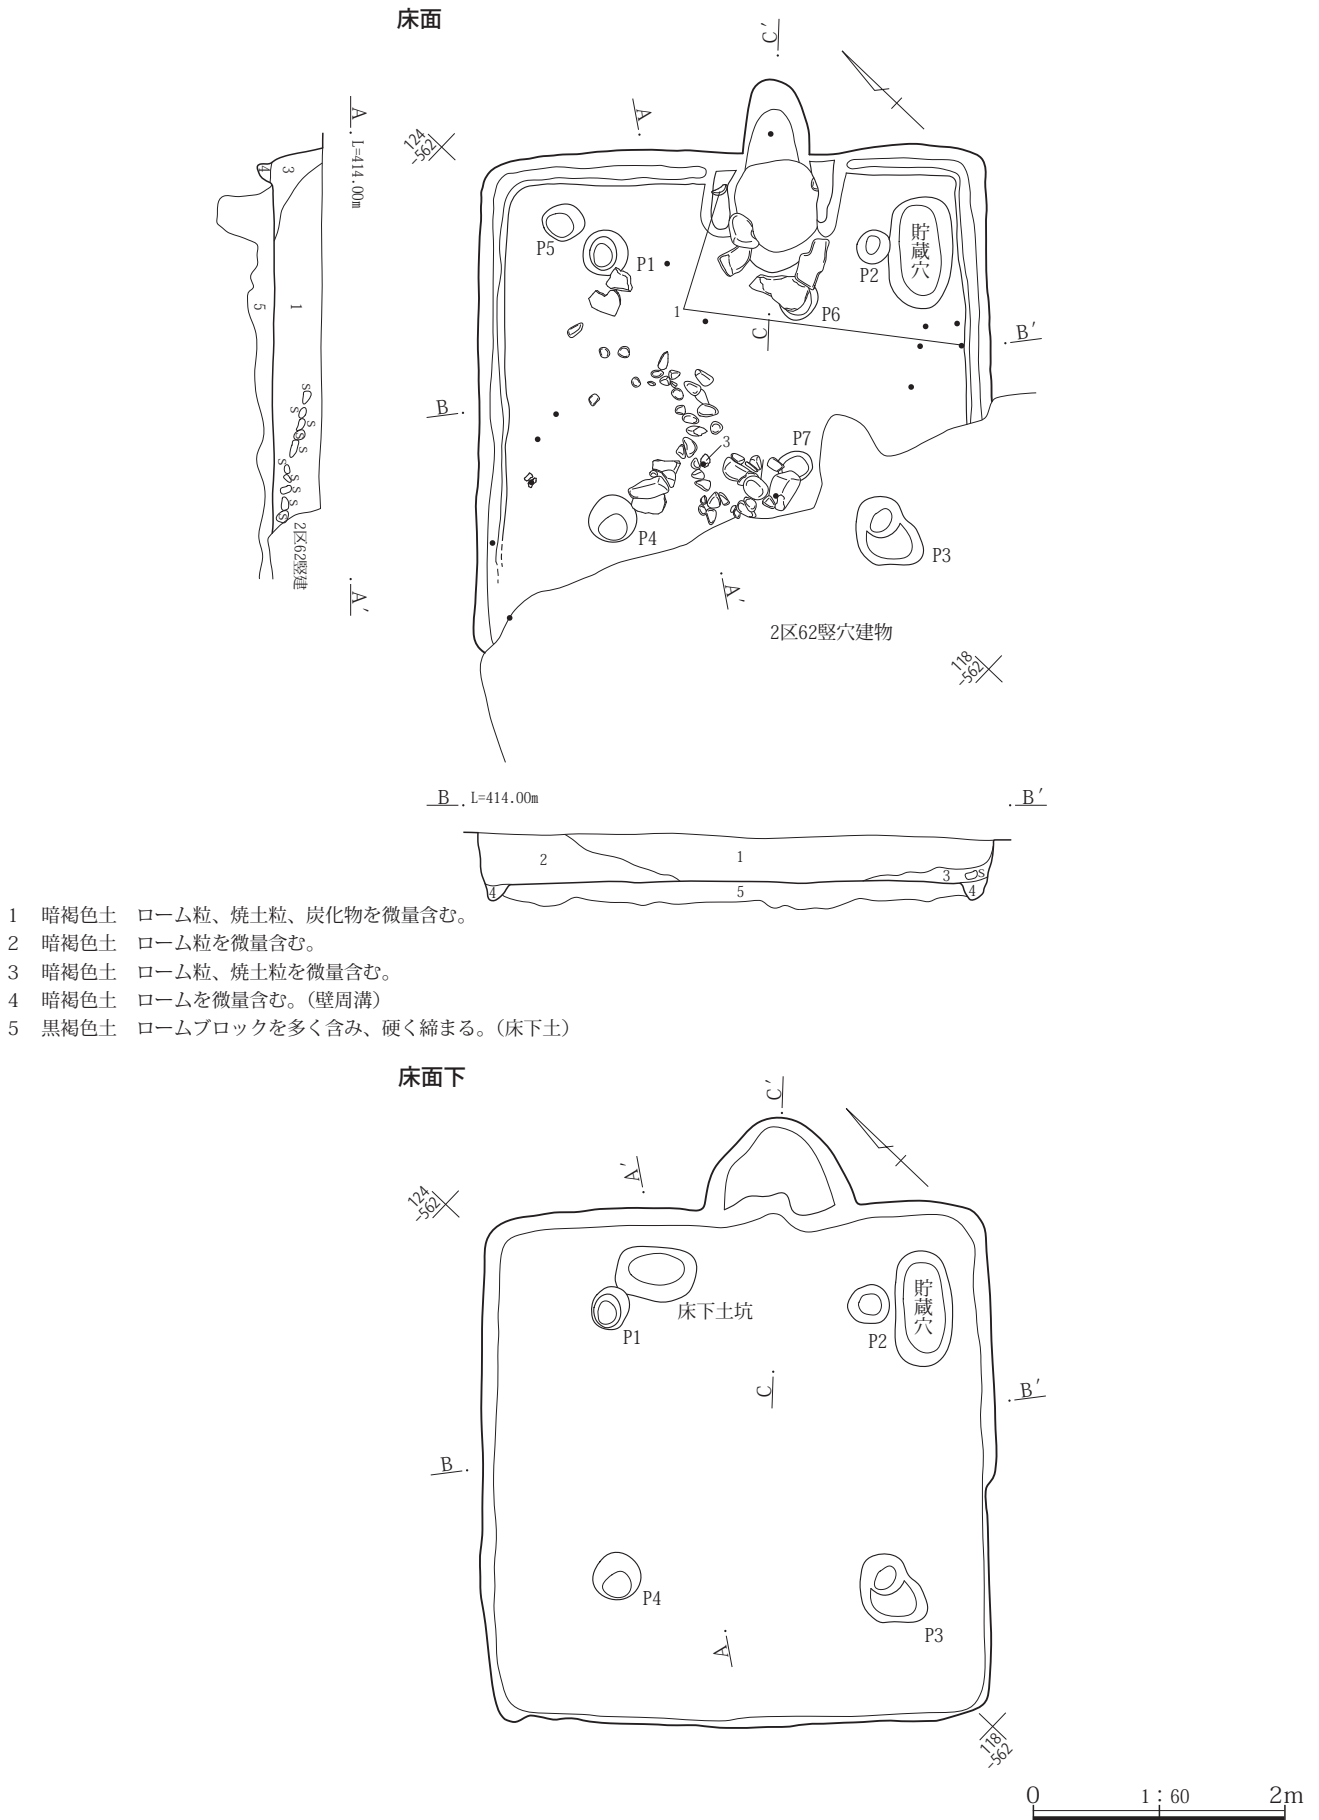 床面
C′
A
A
L=414.00m
124
-562
4
3
5
1
S
S
S
S
S
S
S
S
S
S
S
2区62竪建
A′
P5
P1
貯蔵穴
P2
1
P6
C
B′
B
3
P7
P4
P3
A′
2区62竪穴建物
118
-562
B
L=414.00m
B′
2
1
3
S
4
5
4
1 暗褐色土 ローム粒、焼土粒、炭化物を微量含む。
2 暗褐色土 ローム粒を微量含む。
3 暗褐色土 ローム粒、焼土粒を微量含む。
4 暗褐色土 ロームを微量含む。（壁周溝）
5 黒褐色土 ロームブロックを多く含み、硬く締まる。（床下土）
床面下
C′
A′
124
-562
貯蔵穴
床下土坑
P1
P2
C
B′
B
P4
P3
A
118
-562
0 1：60 2m